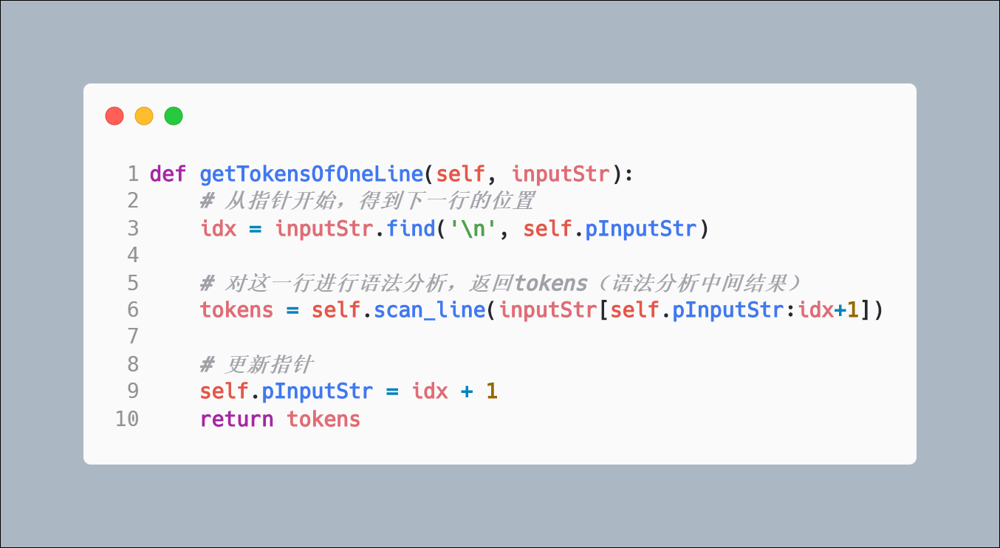 1 def getTokensOfOneLine(self, inputStr):
2     # 从指针开始，得到下一行的位置
3     idx = inputStr.find('\n', self.pInputStr)
4
5     # 对这一行进行语法分析，返回tokens（语法分析中间结果）
6     tokens = self.scan_line(inputStr[self.pInputStr:idx+1])
7
8     # 更新指针
9     self.pInputStr = idx + 1
10     return tokens